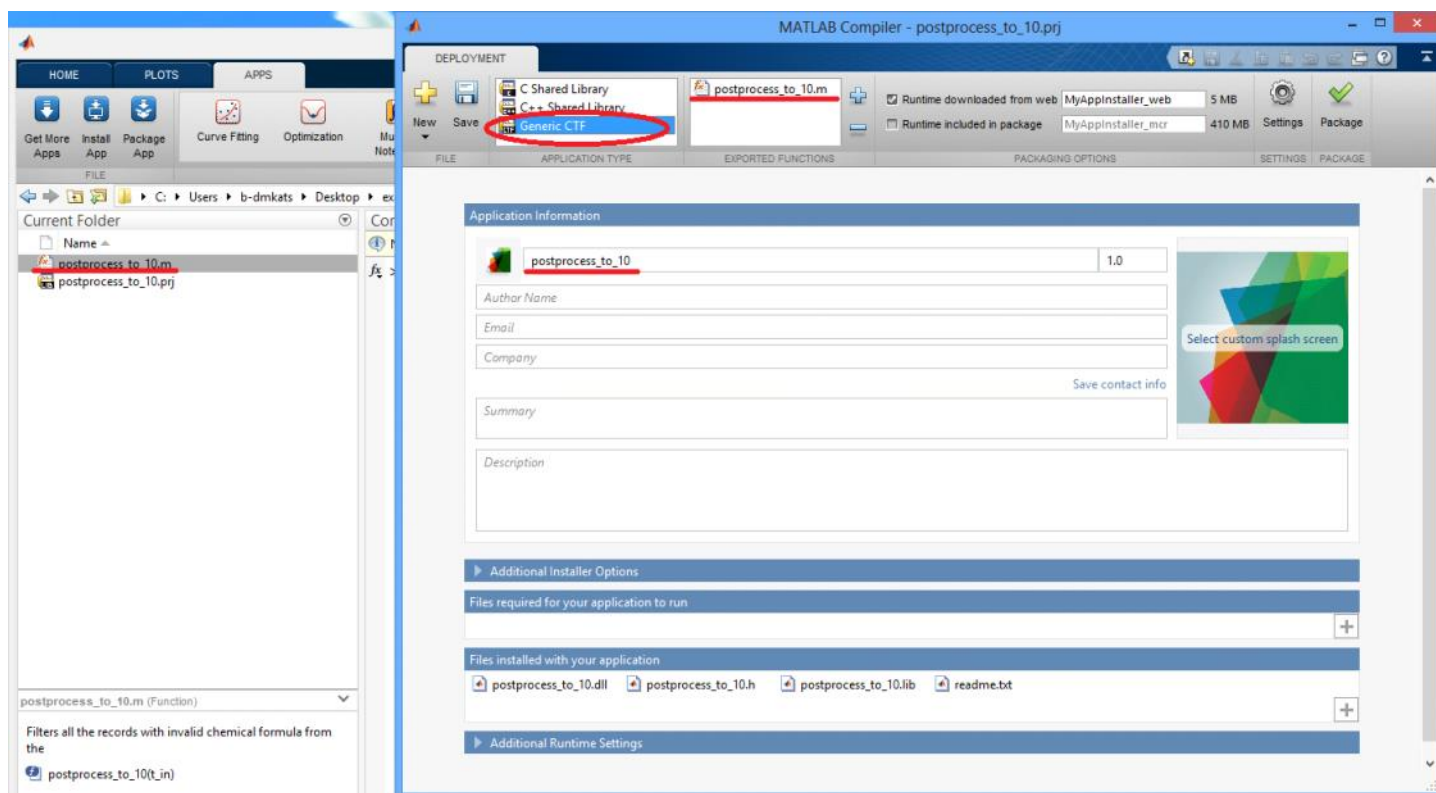 MATLAB Compiler - postprocess_to_10.prj
HOME PLOTS APPS
Get More Apps
Install App
Package App
Curve Fitting
Optimization
FILE
C: Users b-dmkats Desktop
Current Folder
Name
postprocess_to_10.m
postprocess_to_10.prj
postprocess_to_10.m (Function)
Filters all the records with invalid chemical formula from
the
postprocess_to_10(t_in)
DEPLOYMENT
New
Save
FILE
C Shared Library
C++ Shared Library
Generic CTF
APPLICATION TYPE
postprocess_to_10.m
EXPORTED FUNCTIONS
Runtime downloaded from web MyAppInstaller_web 5 MB
Runtime included in package MyAppInstaller_mcr 410 MB
PACKAGING OPTIONS
Settings
SETTINGS
Package
PACKAGE
Application Information
postprocess_to_10 1.0
Author Name
Email
Company
Select custom splash screen
Save contact info
Summary
Description
Additional Installer Options
Files required for your application to run
Files installed with your application
postprocess_to_10.dll postprocess_to_10.h postprocess_to_10.lib readme.txt
Additional Runtime Settings